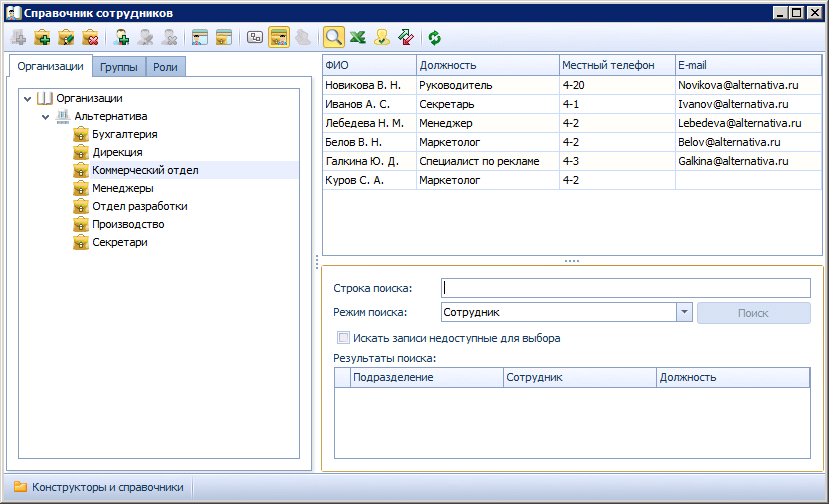 Справочник сотрудников
Организации Группы Роли
Организации
Альтернатива
Бухгалтерия
Дирекция
Коммерческий отдел
Менеджеры
Отдел разработки
Производство
Секретари
ФИО Должность Местный телефон E-mail
Новикова В. Н. Руководитель 4-20 Novikova@alternativa.ru
Иванов А. С. Секретарь 4-1 Ivanov@alternativa.ru
Лебедева Н. М. Менеджер 4-2 Lebedeva@alternativa.ru
Белов В. Н. Маркетолог 4-2 Belov@alternativa.ru
Галкина Ю. Д. Специалист по рекламе 4-3 Galkina@alternativa.ru
Куров С. А. Маркетолог 4-2
Строка поиска:
Режим поиска: Сотрудник Поиск
Искать записи недоступные для выбора
Результаты поиска:
Подразделение Сотрудник Должность
Конструкторы и справочники